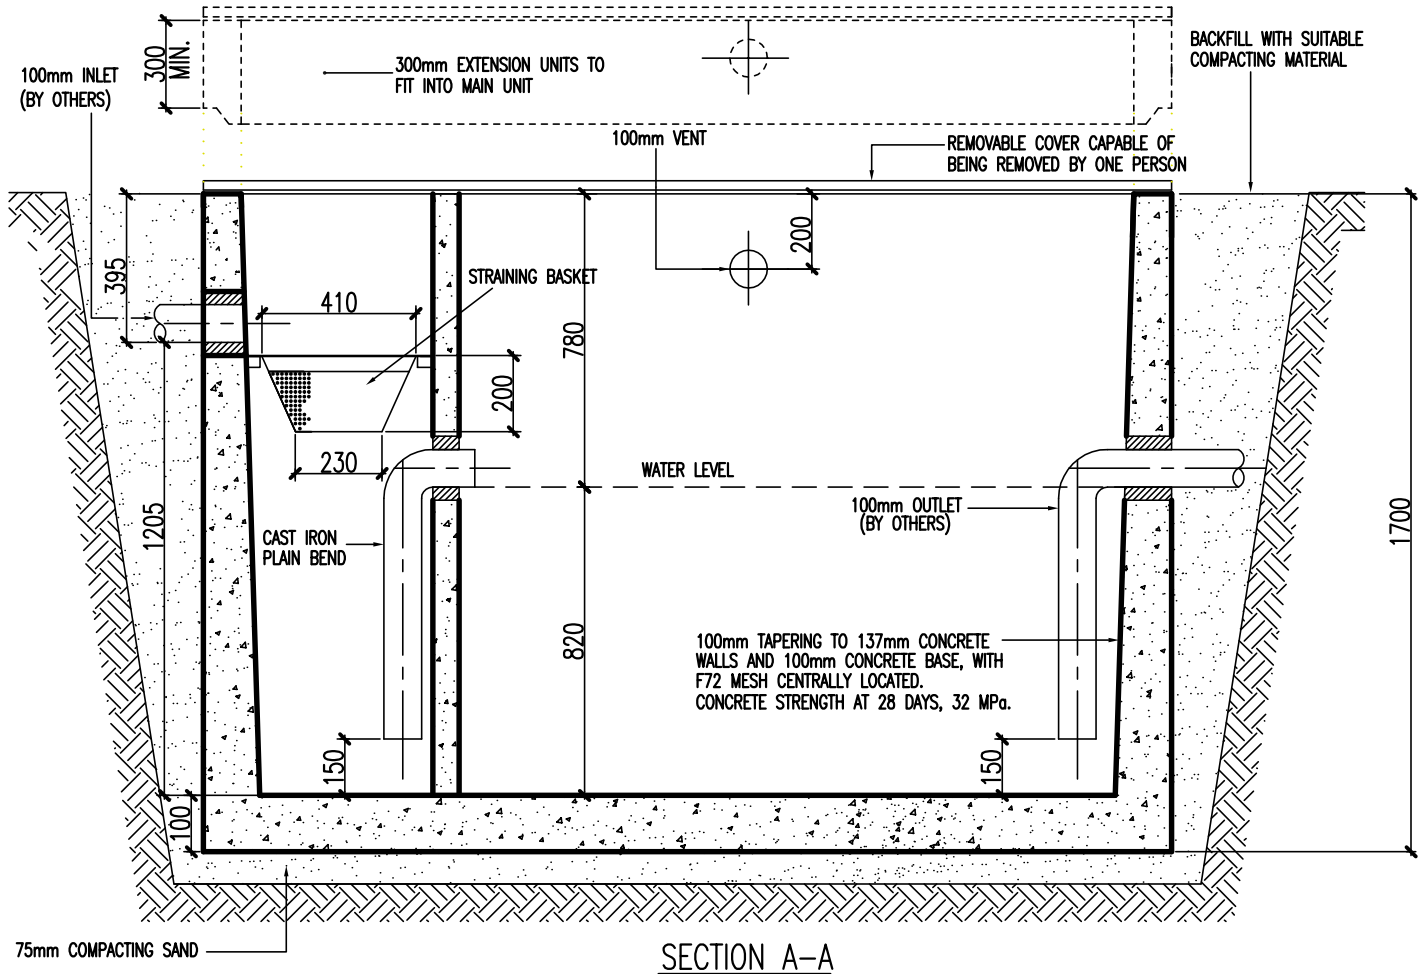 300
MIN.
300mm EXTENSION UNITS TO
FIT INTO MAIN UNIT
BACKFILL WITH SUITABLE
COMPACTING MATERIAL
100mm INLET
(BY OTHERS)
100mm VENT
REMOVABLE COVER CAPABLE OF
BEING REMOVED BY ONE PERSON
395
200
STRAINING BASKET
410
780
200
230
WATER LEVEL
1205
100mm OUTLET
(BY OTHERS)
1700
CAST IRON
PLAIN BEND
820
100mm TAPERING TO 137mm CONCRETE
WALLS AND 100mm CONCRETE BASE, WITH
F72 MESH CENTRALLY LOCATED.
CONCRETE STRENGTH AT 28 DAYS, 32 MPa.
150
150
100
75mm COMPACTING SAND
SECTION A-A